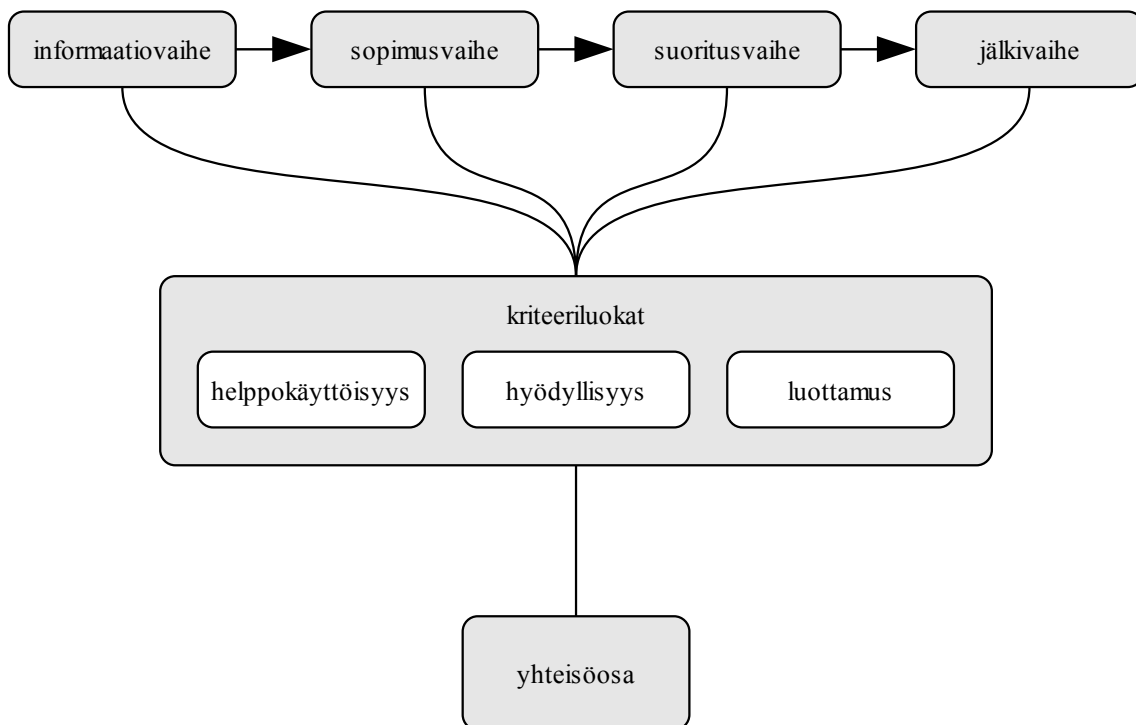 informaatiovaihe
sopimusvaihe
suoritusvaihe
jälkivaihe
kriteeriluokat
helppokäyttöisyys
hyödyllisyys
luottamus
yhteisöosa